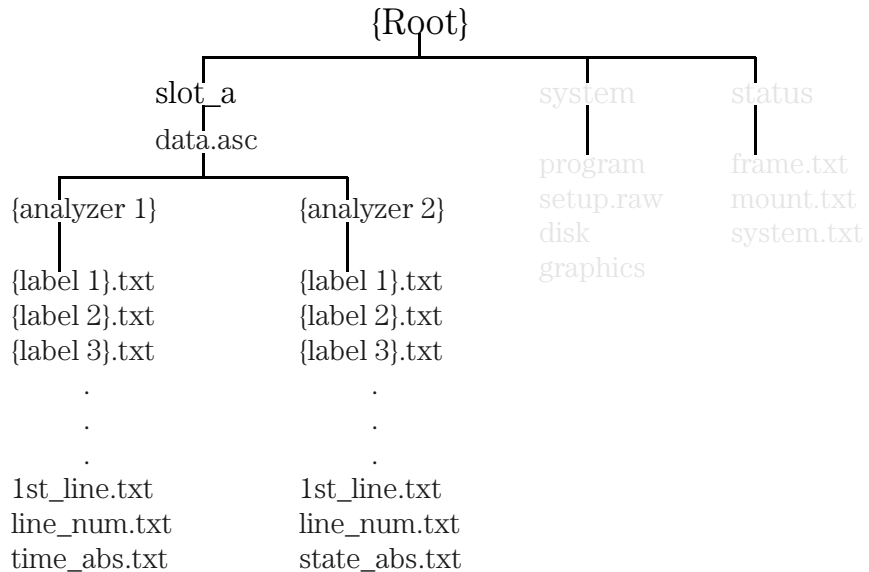 {Root}
slot_a
system
status
data.asc
program
frame.txt
setup.raw
mount.txt
disk
system.txt
graphics
{analyzer 1}
{analyzer 2}
{label 1}.txt
{label 2}.txt
{label 3}.txt
.
.
.
1st_line.txt
line_num.txt
time_abs.txt
{label 1}.txt
{label 2}.txt
{label 3}.txt
.
.
.
1st_line.txt
line_num.txt
state_abs.txt